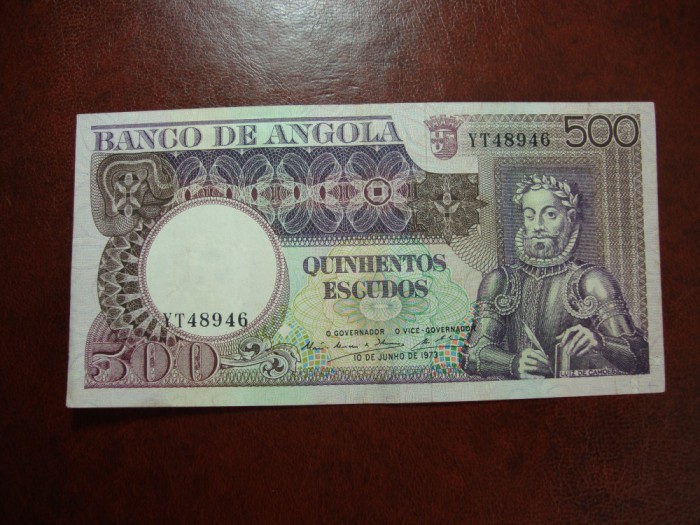 BANCO DE ANGOLA
YT48946
500
QUINHENTOS
ESCUDOS
YT48946
O GOVERNADOR O VICE-GOVERNADOR
10 DE JUNHO DE 1973
500
LUIZ DE CAMÕES